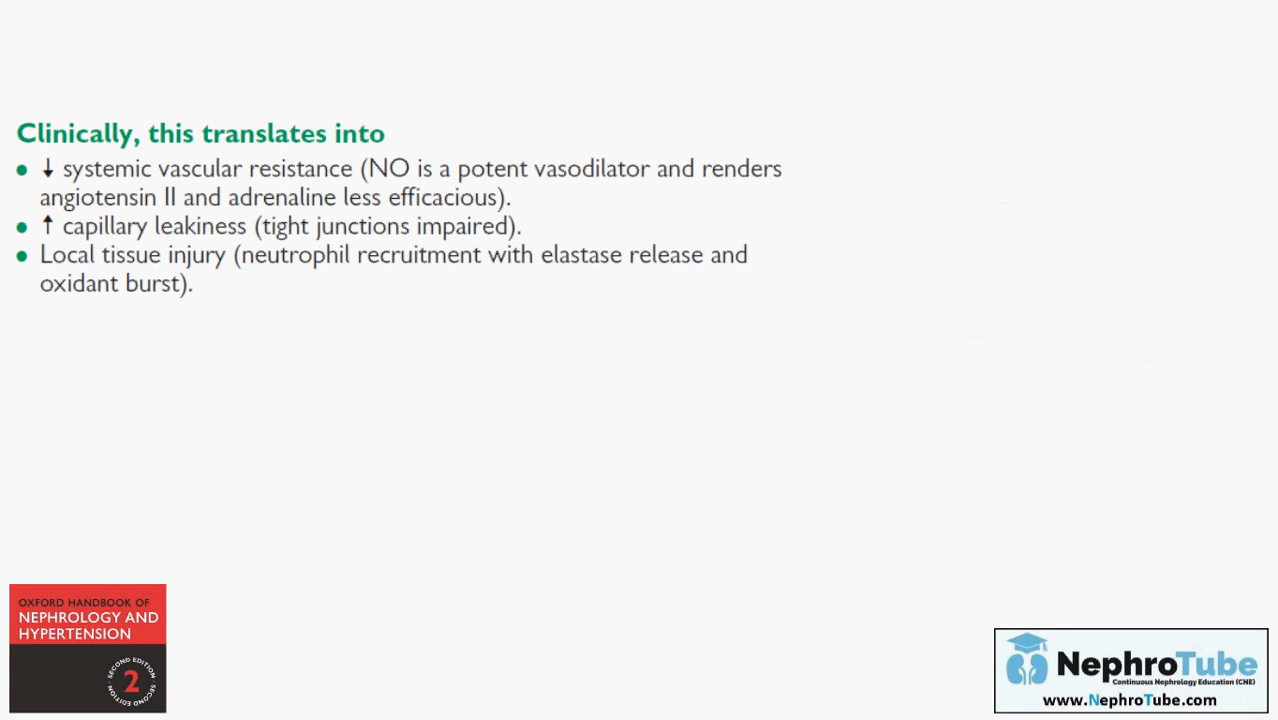 Clinically, this translates into
• ↓ systemic vascular resistance (NO is a potent vasodilator and renders
angiotensin II and adrenaline less efficacious).
• ↑ capillary leakiness (tight junctions impaired).
• Local tissue injury (neutrophil recruitment with elastase release and
oxidant burst).
OXFORD HANDBOOK OF
NEPHROLOGY AND
HYPERTENSION
SECOND EDITION · SECOND EDITION ·
2
NephroTube
Continuous Nephrology Education (CNE)
www.NephroTube.com